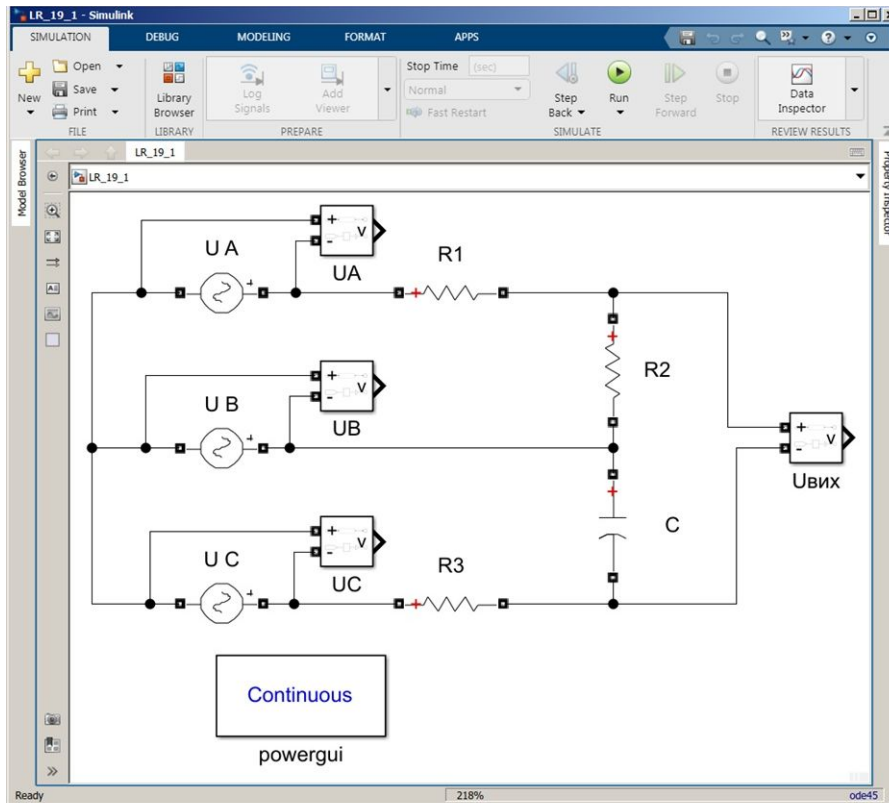 LR_19_1 - Simulink
SIMULATION DEBUG MODELING FORMAT APPS
New
Open
Save
Print
FILE
Library Browser
LIBRARY
Log Signals
Add Viewer
PREPARE
Stop Time (sec)
Normal
Fast Restart
Step Back
Run
Step Forward
Stop
SIMULATE
Data Inspector
REVIEW RESULTS
Model Browser
Property Inspector
LR_19_1
LR_19_1
+
-
v
U A
UA
+
R1
+
R2
+
+
-
v
U B
UB
+
+
-
v
Uвих
+
C
+
-
v
U C
UC
+
R3
+
Continuous
powergui
Ready 218% ode45